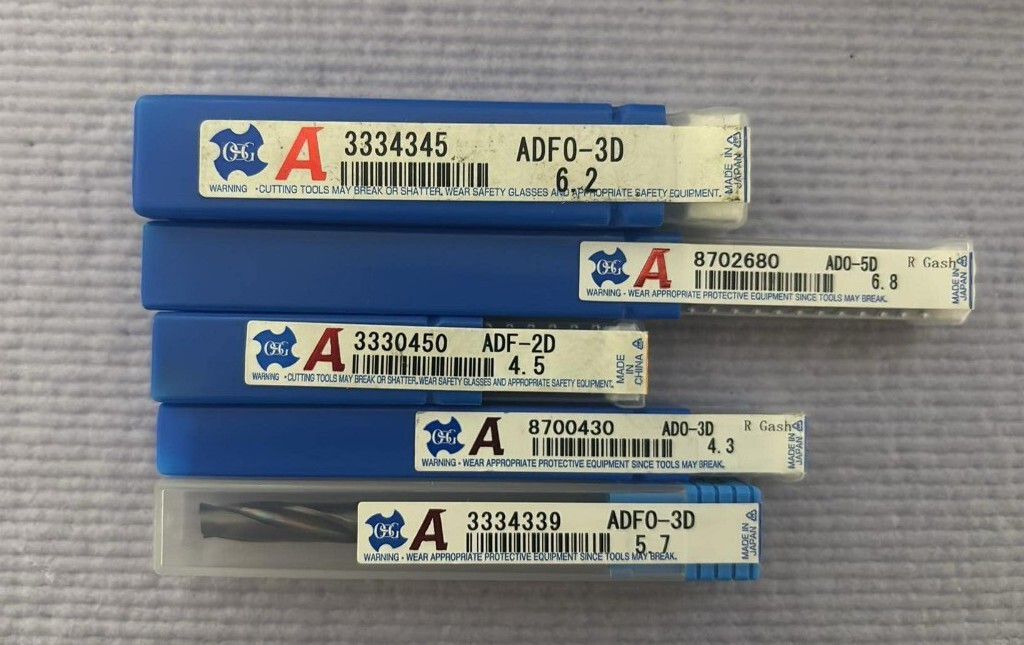 OSG A 3334345 ADFO-3D
6.2
WARNING・CUTTING TOOLS MAY BREAK OR SHATTER. WEAR SAFETY GLASSES AND APPROPRIATE SAFETY EQUIPMENT.
MADE IN
JAPAN
OSG A 8702680 ADO-5D R Gash
6.8
WARNING・WEAR APPROPRIATE PROTECTIVE EQUIPMENT SINCE TOOLS MAY BREAK.
MADE IN
JAPAN
OSG A 3330450 ADF-2D
4.5
WARNING・CUTTING TOOLS MAY BREAK OR SHATTER. WEAR SAFETY GLASSES AND APPROPRIATE SAFETY EQUIPMENT.
MADE
IN
CHINA
OSG A 8700430 ADO-3D R Gash
4.3
WARNING・WEAR APPROPRIATE PROTECTIVE EQUIPMENT SINCE TOOLS MAY BREAK.
MADE IN
JAPAN
OSG A 3334339 ADFO-3D
5.7
WARNING・WEAR APPROPRIATE PROTECTIVE EQUIPMENT SINCE TOOLS MAY BREAK.
MADE IN
JAPAN